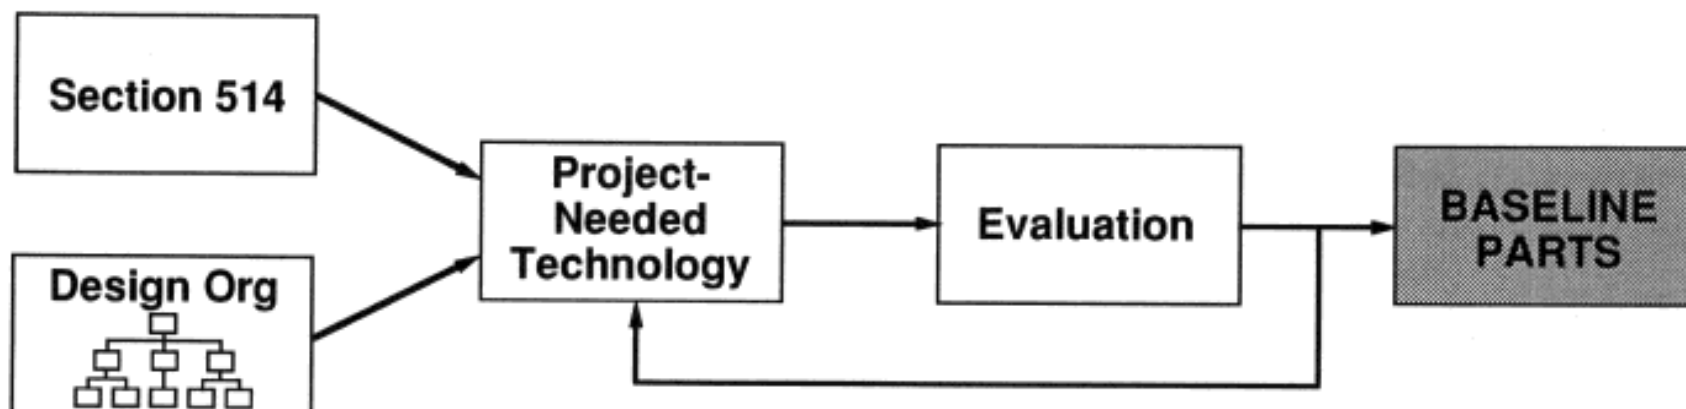 Section 514
Design Org
Project-
Needed
Technology
Evaluation
BASELINE
PARTS